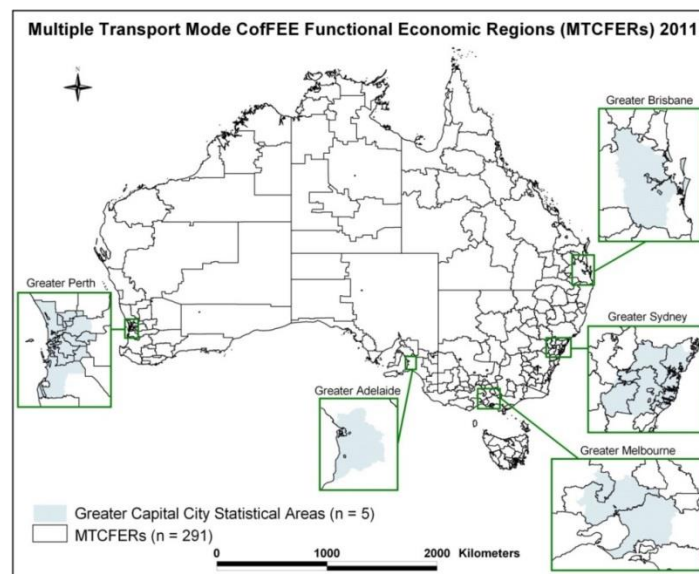 Multiple Transport Mode CofFEE Functional Economic Regions (MTCFERs) 2011
Greater Brisbane
Greater Perth
Greater Sydney
Greater Adelaide
0
Greater Melbourne
Greater Capital City Statistical Areas (n = 5)
MTCFERs (n = 291)
0 1000 2000 Kilometers